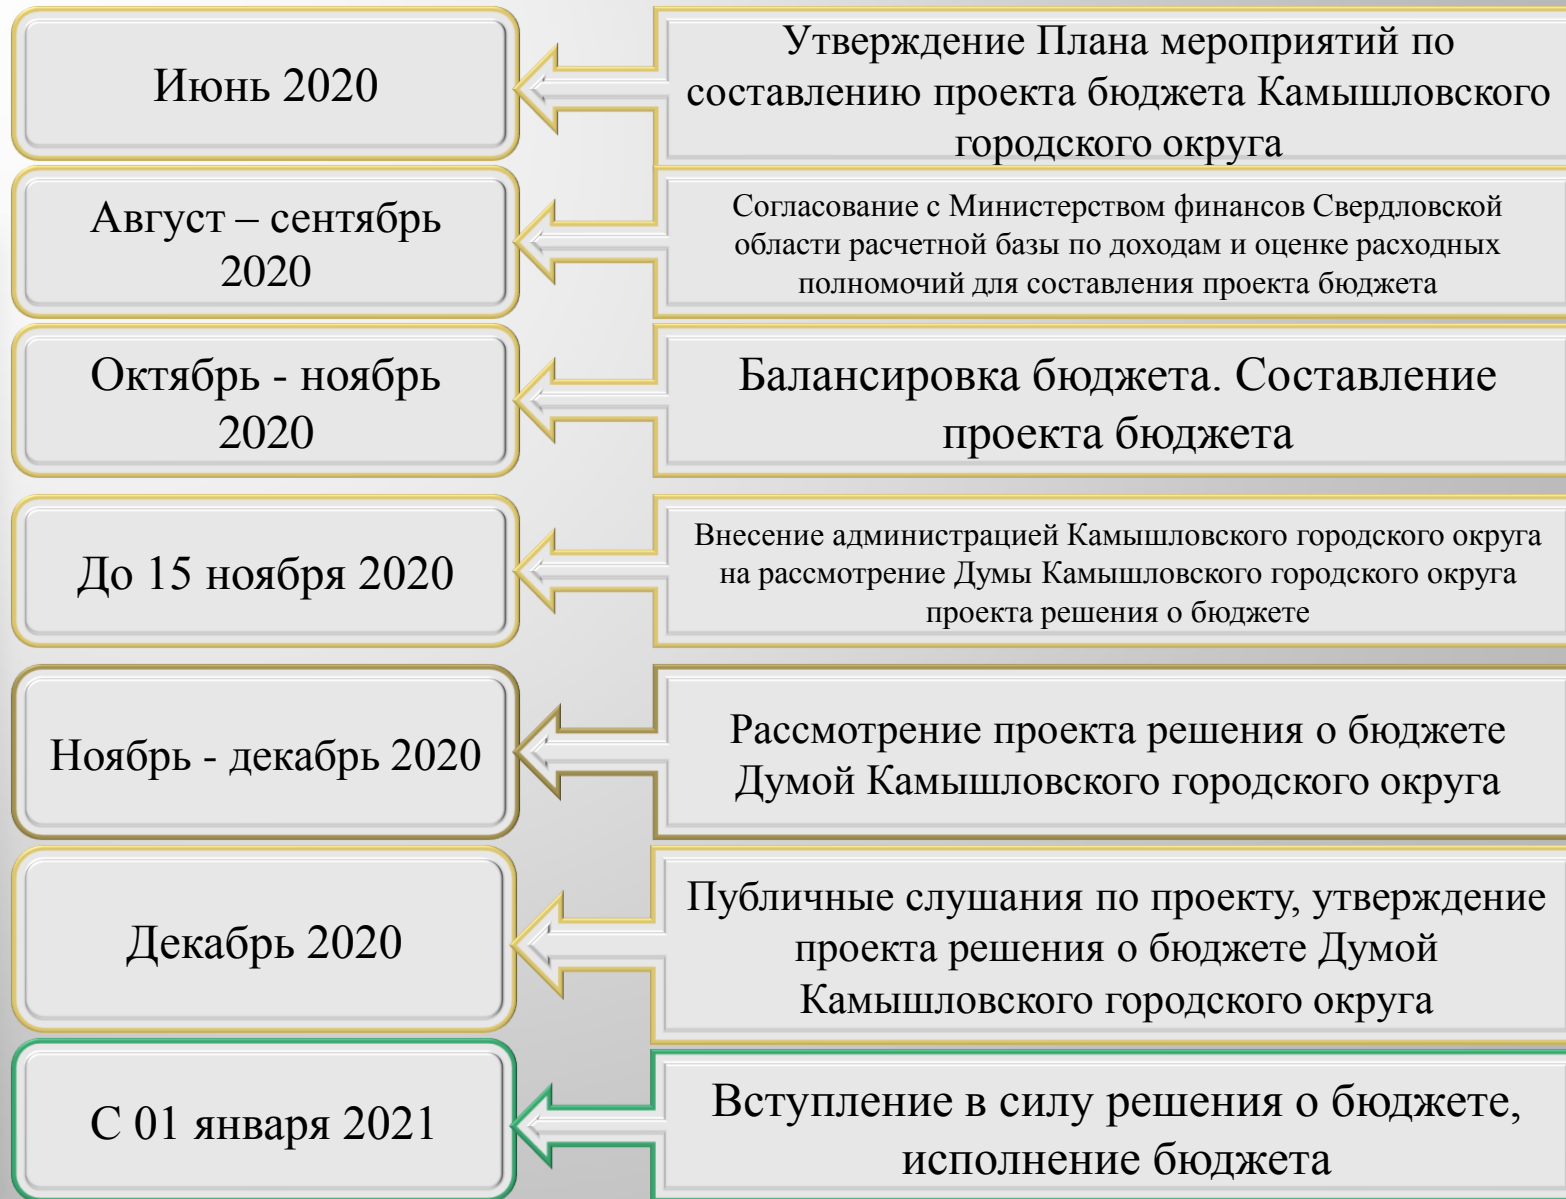 Июнь 2020
Утверждение Плана мероприятий по
составлению проекта бюджета Камышловского
городского округа
Август – сентябрь
2020
Согласование с Министерством финансов Свердловской
области расчетной базы по доходам и оценке расходных
полномочий для составления проекта бюджета
Октябрь - ноябрь
2020
Балансировка бюджета. Составление
проекта бюджета
До 15 ноября 2020
Внесение администрацией Камышловского городского округа
на рассмотрение Думы Камышловского городского округа
проекта решения о бюджете
Ноябрь - декабрь 2020
Рассмотрение проекта решения о бюджете
Думой Камышловского городского округа
Декабрь 2020
Публичные слушания по проекту, утверждение
проекта решения о бюджете Думой
Камышловского городского округа
С 01 января 2021
Вступление в силу решения о бюджете,
исполнение бюджета